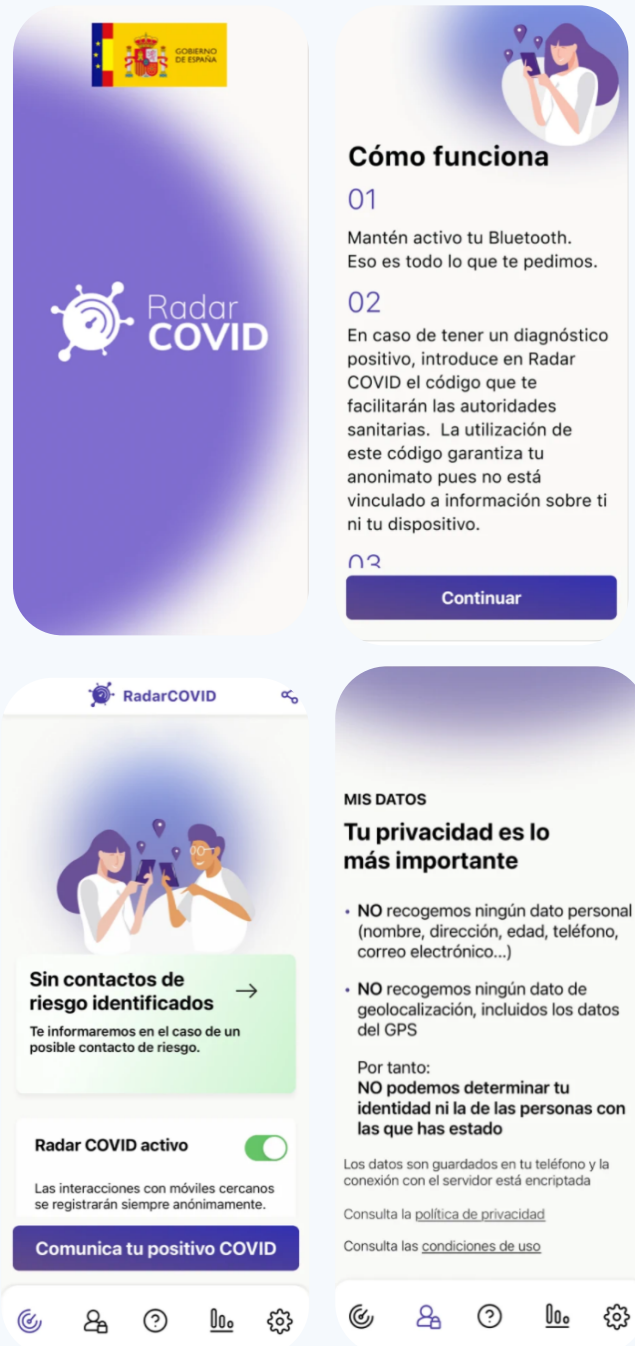 GOBIERNO
DE ESPAÑA
Radar
COVID
Cómo funciona
01
Mantén activo tu Bluetooth.
Eso es todo lo que te pedimos.
02
En caso de tener un diagnóstico
positivo, introduce en Radar
COVID el código que te
facilitarán las autoridades
sanitarias. La utilización de
este código garantiza tu
anonimato pues no está
vinculado a información sobre ti
ni tu dispositivo.
03
Continuar
RadarCOVID
Sin contactos de
riesgo identificados
Te informaremos en el caso de un
posible contacto de riesgo.
Radar COVID activo
Las interacciones con móviles cercanos
se registrarán siempre anónimamente.
Comunica tu positivo COVID
MIS DATOS
Tu privacidad es lo
más importante
• NO recogemos ningún dato personal
(nombre, dirección, edad, teléfono,
correo electrónico...)
• NO recogemos ningún dato de
geolocalización, incluidos los datos
del GPS
Por tanto:
NO podemos determinar tu
identidad ni la de las personas con
las que has estado
Los datos son guardados en tu teléfono y la
conexión con el servidor está encriptada
Consulta la política de privacidad
Consulta las condiciones de uso